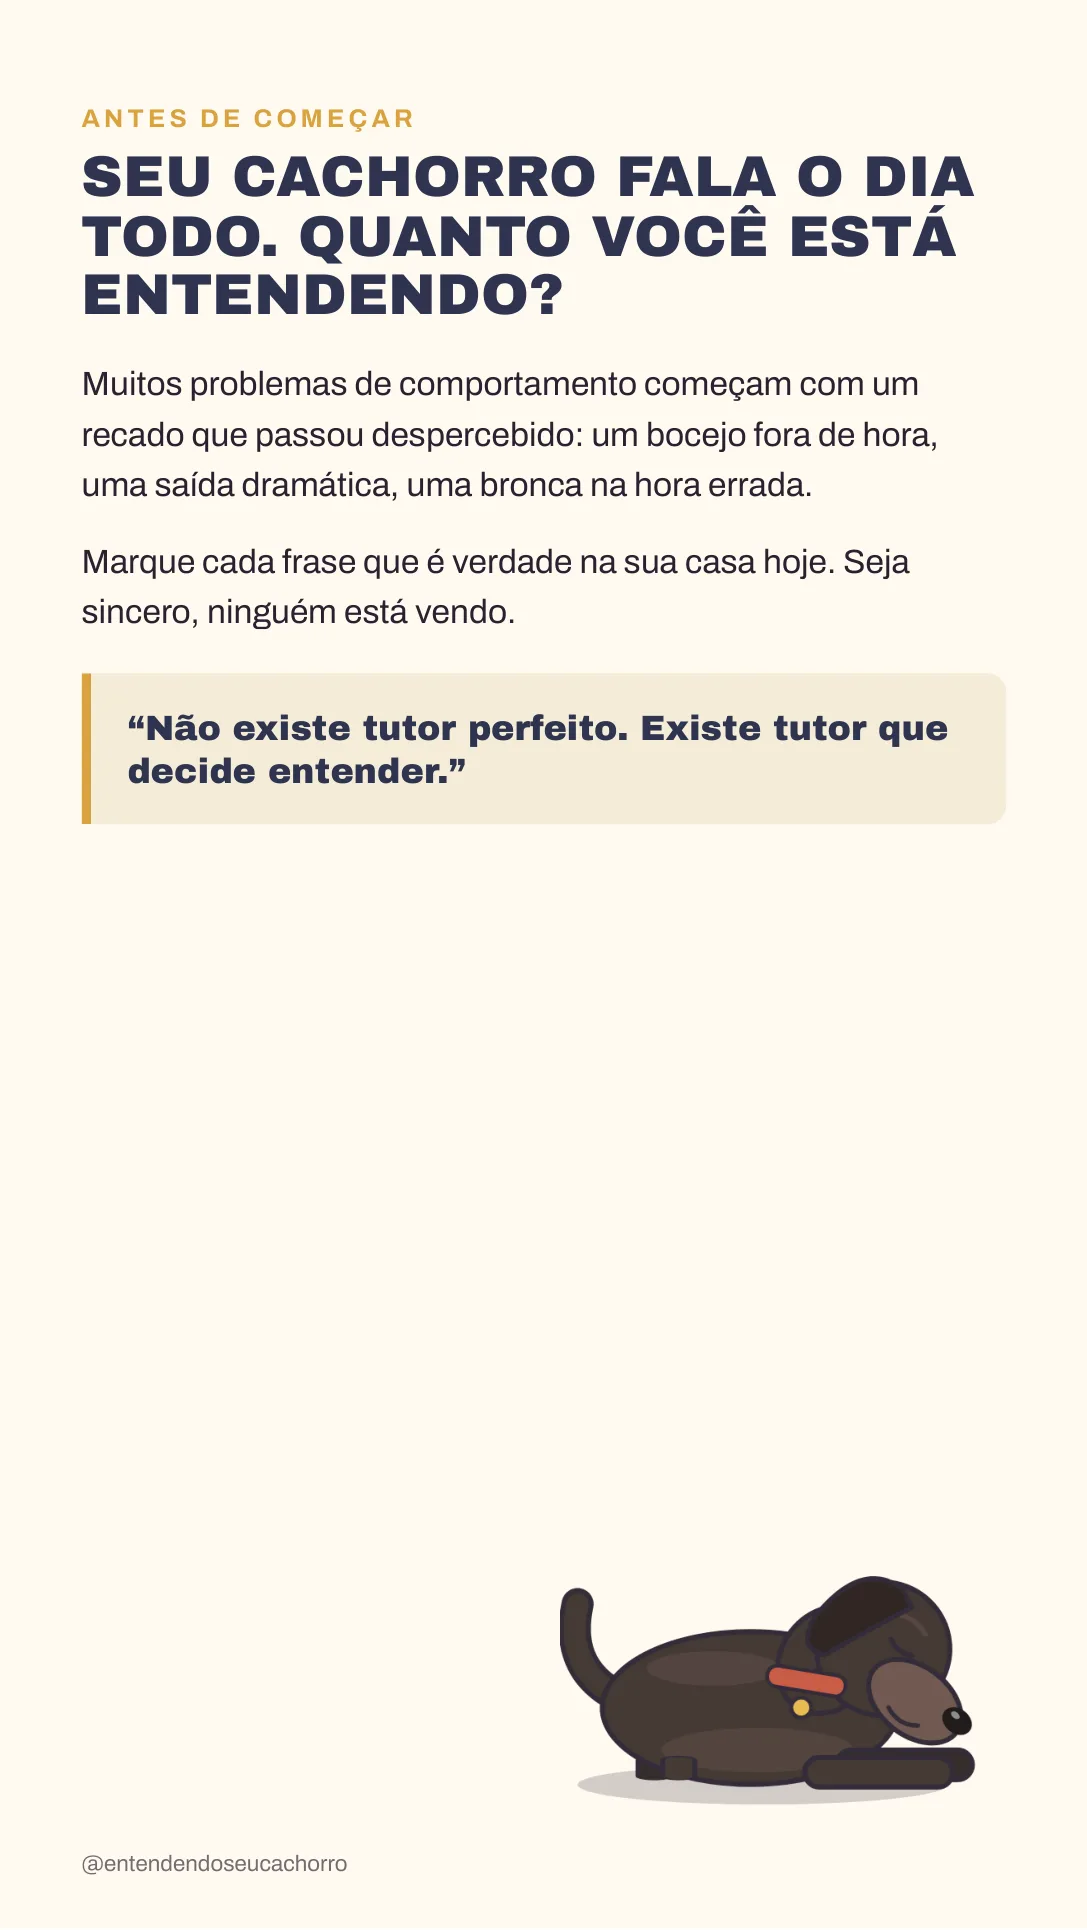 ANTES DE COMEÇAR
SEU CACHORRO FALA O DIA
TODO. QUANTO VOCÊ ESTÁ
ENTENDENDO?
Muitos problemas de comportamento começam com um
recado que passou despercebido: um bocejo fora de hora,
uma saída dramática, uma bronca na hora errada.
Marque cada frase que é verdade na sua casa hoje. Seja
sincero, ninguém está vendo.
“Não existe tutor perfeito. Existe tutor que
decide entender.”
@entendendoseucachorro